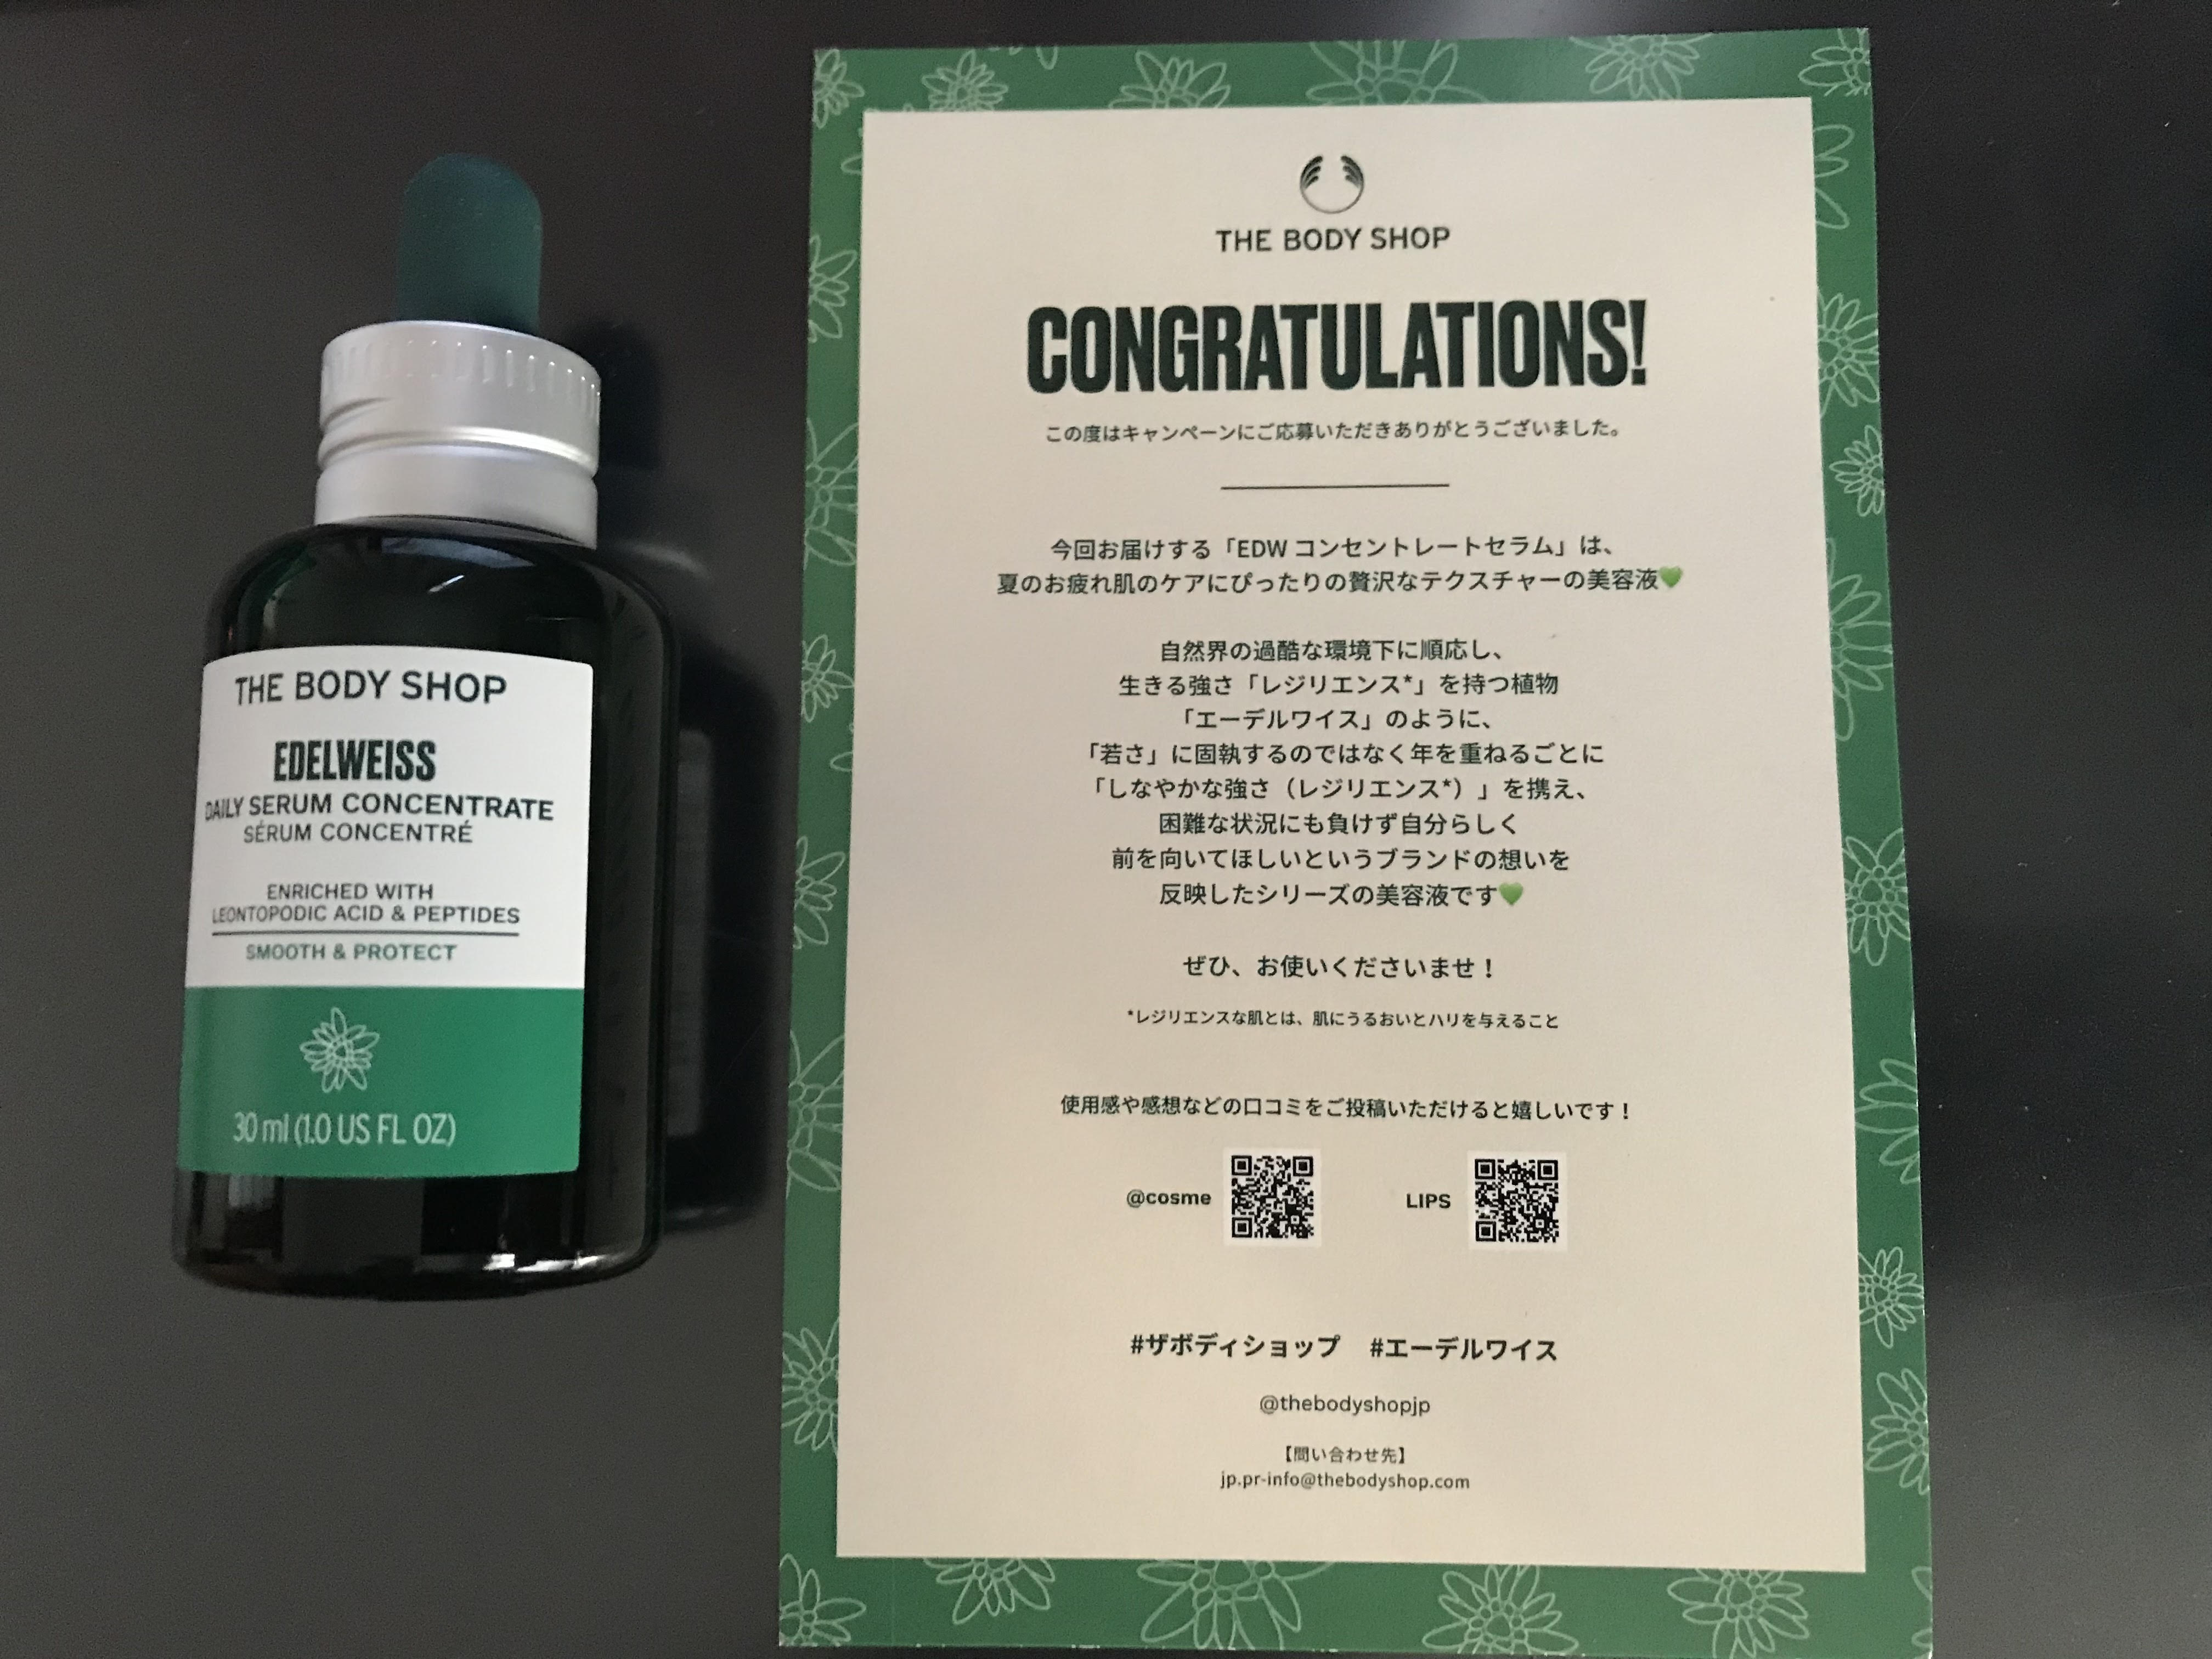 THE BODY SHOP
EDELWEISS
DAILY SERUM CONCENTRATE
SÉRUM CONCENTRÉ
ENRICHED WITH
LEONTOPODIC ACID & PEPTIDES
SMOOTH & PROTECT
30 ml (1.0 US FL OZ)
THE BODY SHOP
CONGRATULATIONS!
この度はキャンペーンにご応募いただきありがとうございました。
今回お届けする「EDW コンセントレートセラム」は、
夏のお疲れ肌のケアにぴったりの贅沢なテクスチャーの美容液💚
自然界の過酷な環境下に順応し、
生きる強さ「レジリエンス*」を持つ植物
「エーデルワイス」のように、
「若さ」に固執するのではなく年を重ねるごとに
「しなやかな強さ（レジリエンス*）」を携え、
困難な状況にも負けず自分らしく
前を向いてほしいというブランドの想いを
反映したシリーズの美容液です💚
ぜひ、お使いくださいませ！
*レジリエンスな肌とは、肌にうるおいとハリを与えること
使用感や感想などの口コミをご投稿いただけると嬉しいです！
@cosme LIPS
#ザボディショップ #エーデルワイス
@thebodyshopjp
【問い合わせ先】
jp.pr-info@thebodyshop.com